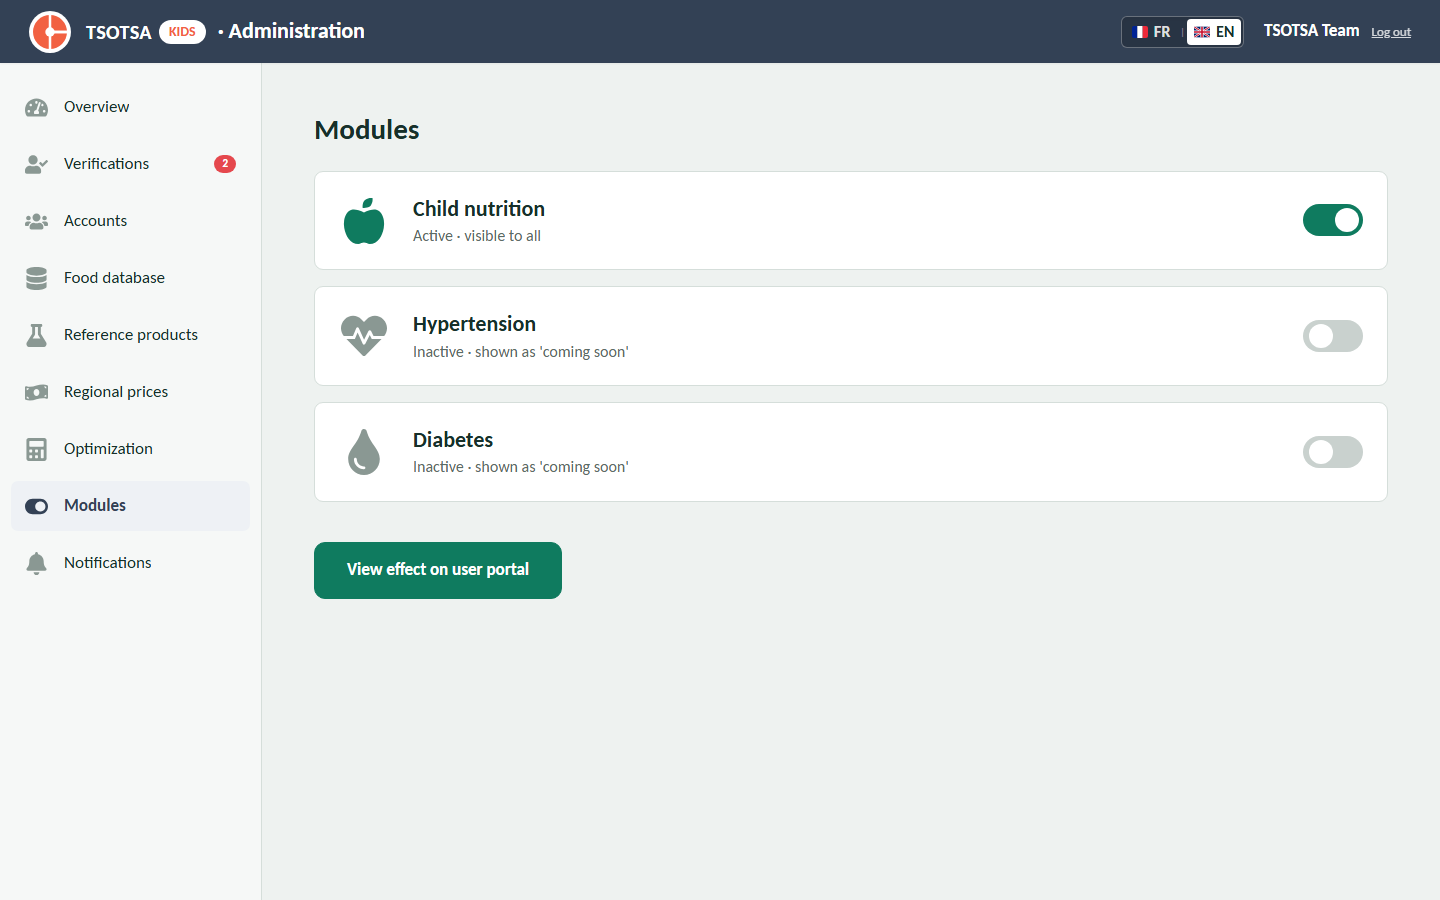 TSOTSA KIDS · Administration
FR | EN
TSOTSA Team Log out
Overview
Verifications 2
Accounts
Food database
Reference products
Regional prices
Optimization
Modules
Notifications
Modules
Child nutrition
Active · visible to all
Hypertension
Inactive · shown as 'coming soon'
Diabetes
Inactive · shown as 'coming soon'
View effect on user portal